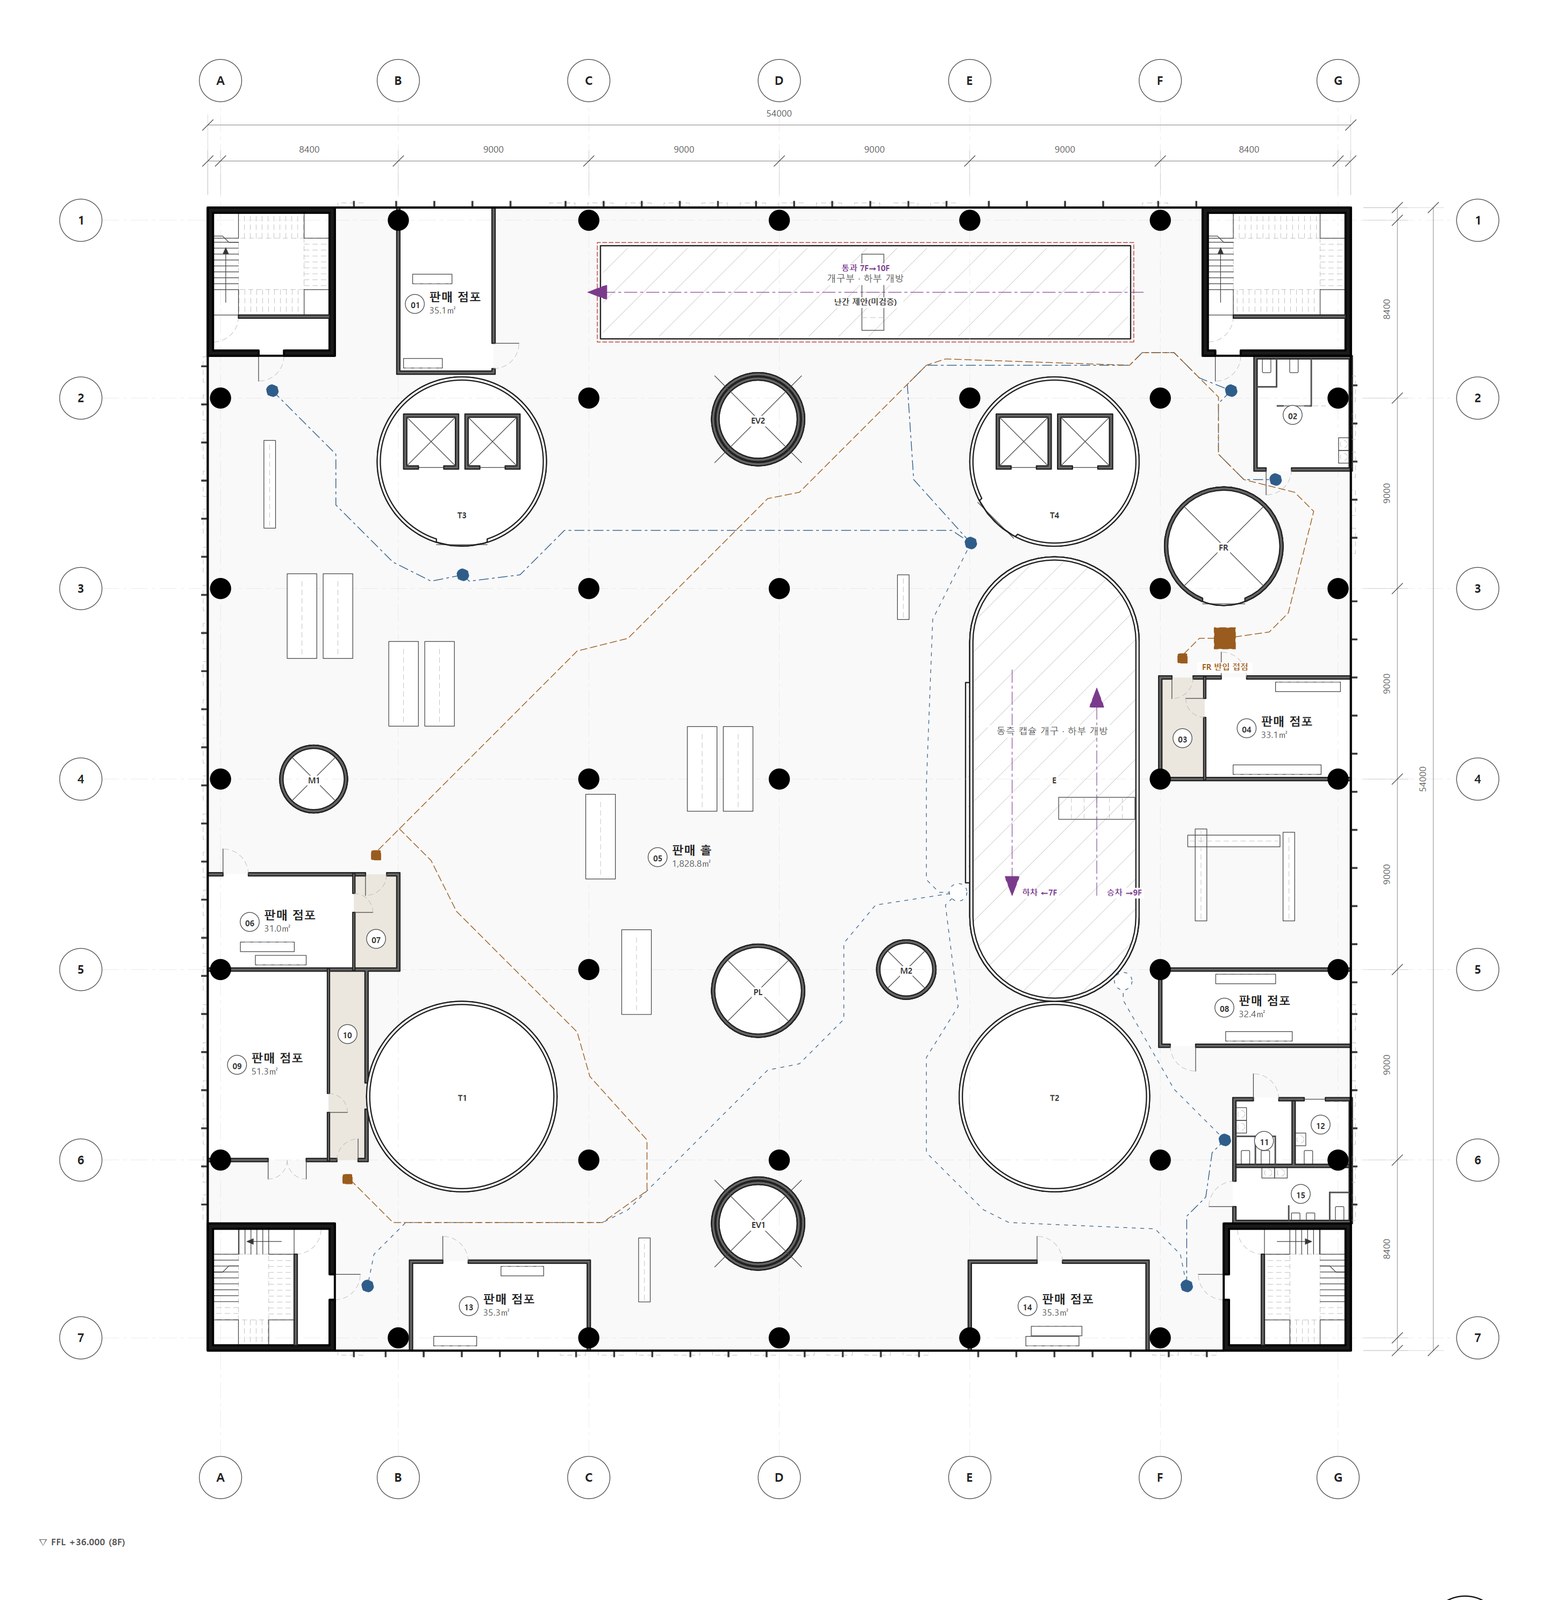 A B C D E F G
54000
8400 9000 9000 9000 9000 8400
1 1
통과 7F→10F
개구부 · 하부 개방
난간 제안(미검증)
01 판매 점포
35.1㎡
8400
2 2
02
EV2
T3 T4
9000
FR
3 3
FR 반입 접점
9000
03
04 판매 점포
33.1㎡
동측 캡슐 개구 · 하부 개방
M1
E
4 4
54000
05 판매 홀
1,828.8㎡
9000
하차 ←7F
승차 →9F
06 판매 점포
31.0㎡
07
5 5
M2
PL
08 판매 점포
32.4㎡
10
09 판매 점포
51.3㎡
9000
T1 T2
11
12
6 6
15
EV1
8400
13 판매 점포
35.3㎡
14 판매 점포
35.3㎡
7 7
A B C D E F G
▽ FFL +36.000 (8F)